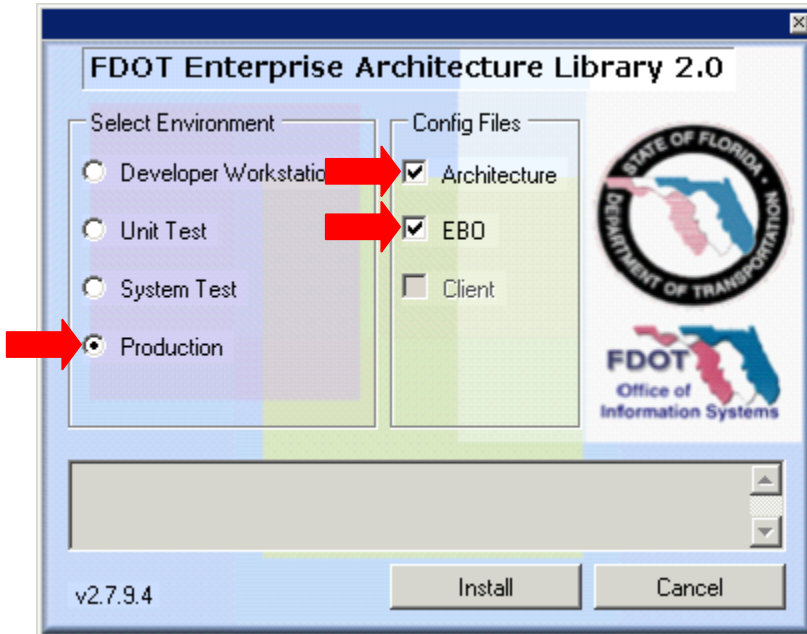 FDOT Enterprise Architecture Library 2.0
Select Environment
Developer Workstatio
Unit Test
System Test
Production
Config Files
Architecture
EBO
Client
STATE OF FLORIDA • DEPARTMENT OF TRANSPORTATION
FDOT
Office of
Information Systems
v2.7.9.4
Install
Cancel